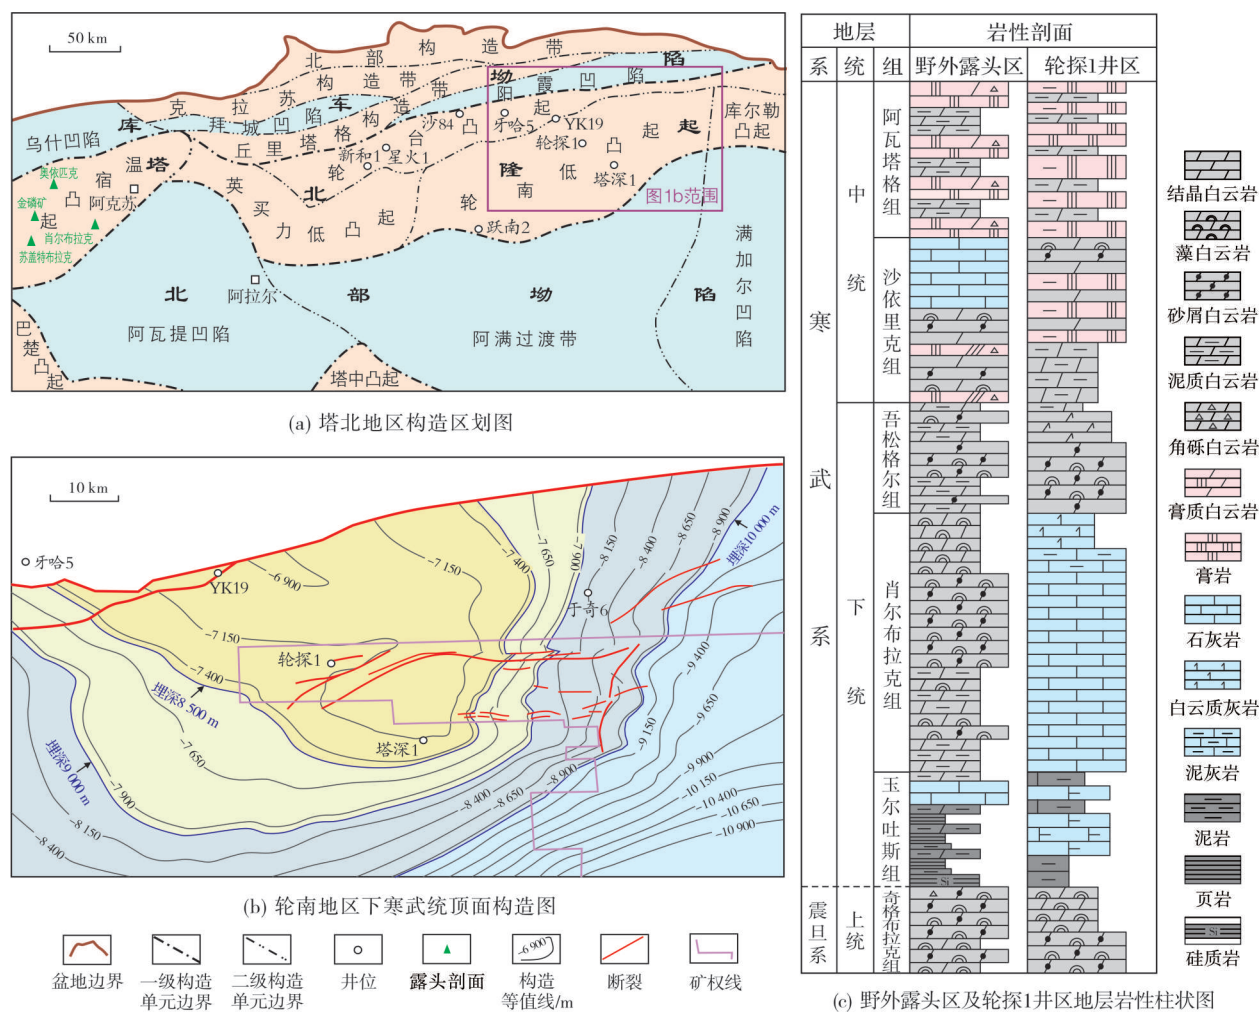 50 km
北部构造带
克拉苏构造带
乌什凹陷
库车坳陷
拜城凹陷
阳霞凹陷
丘里塔格构造带
沙84
牙哈5
YK19
轮探1
塔深1
新和1
星火1
轮台凸起
库尔勒
凸起
温宿凸起
塔北隆起
奥依匹克
金磷矿
肖尔布拉克
苏盖特布拉克
阿克苏
英买力低凸起
轮南低凸起
图1b范围
跃南2
阿拉尔
北部坳陷
满加尔凹陷
阿瓦提凹陷
阿满过渡带
巴楚凸起
塔中凸起
(a) 塔北地区构造区划图
10 km
牙哈5
YK19
于奇6
轮探1
塔深1
-6 900
-7 150
-7 400
-7 650
-7 900
-8 150
-8 400
-8 650
-8 900
埋深10 000 m
-7 150
-7 400
埋深8 500 m
-7 650
埋深9 000 m
-7 900
-8 150
-8 400
-8 400
-8 650
-8 900
-9 150
-9 400
-9 650
-9 900
-10 150
-10 400
-10 650
-10 900
(b) 轮南地区下寒武统顶面构造图
-6 900
盆地边界
一级构造
单元边界
二级构造
单元边界
井位
露头剖面
构造
等值线/m
断裂
矿权线
地层
岩性剖面
系
统
组
野外露头区
轮探1井区
寒武系
中统
下统
阿瓦塔格组
沙依里克组
吾松格尔组
肖尔布拉克组
玉尔吐斯组
Si
震旦系
上统
奇格布拉克组
结晶白云岩
藻白云岩
砂屑白云岩
泥质白云岩
角砾白云岩
膏质白云岩
膏岩
石灰岩
白云质灰岩
泥灰岩
泥岩
页岩
Si
硅质岩
(c) 野外露头区及轮探1井区地层岩性柱状图